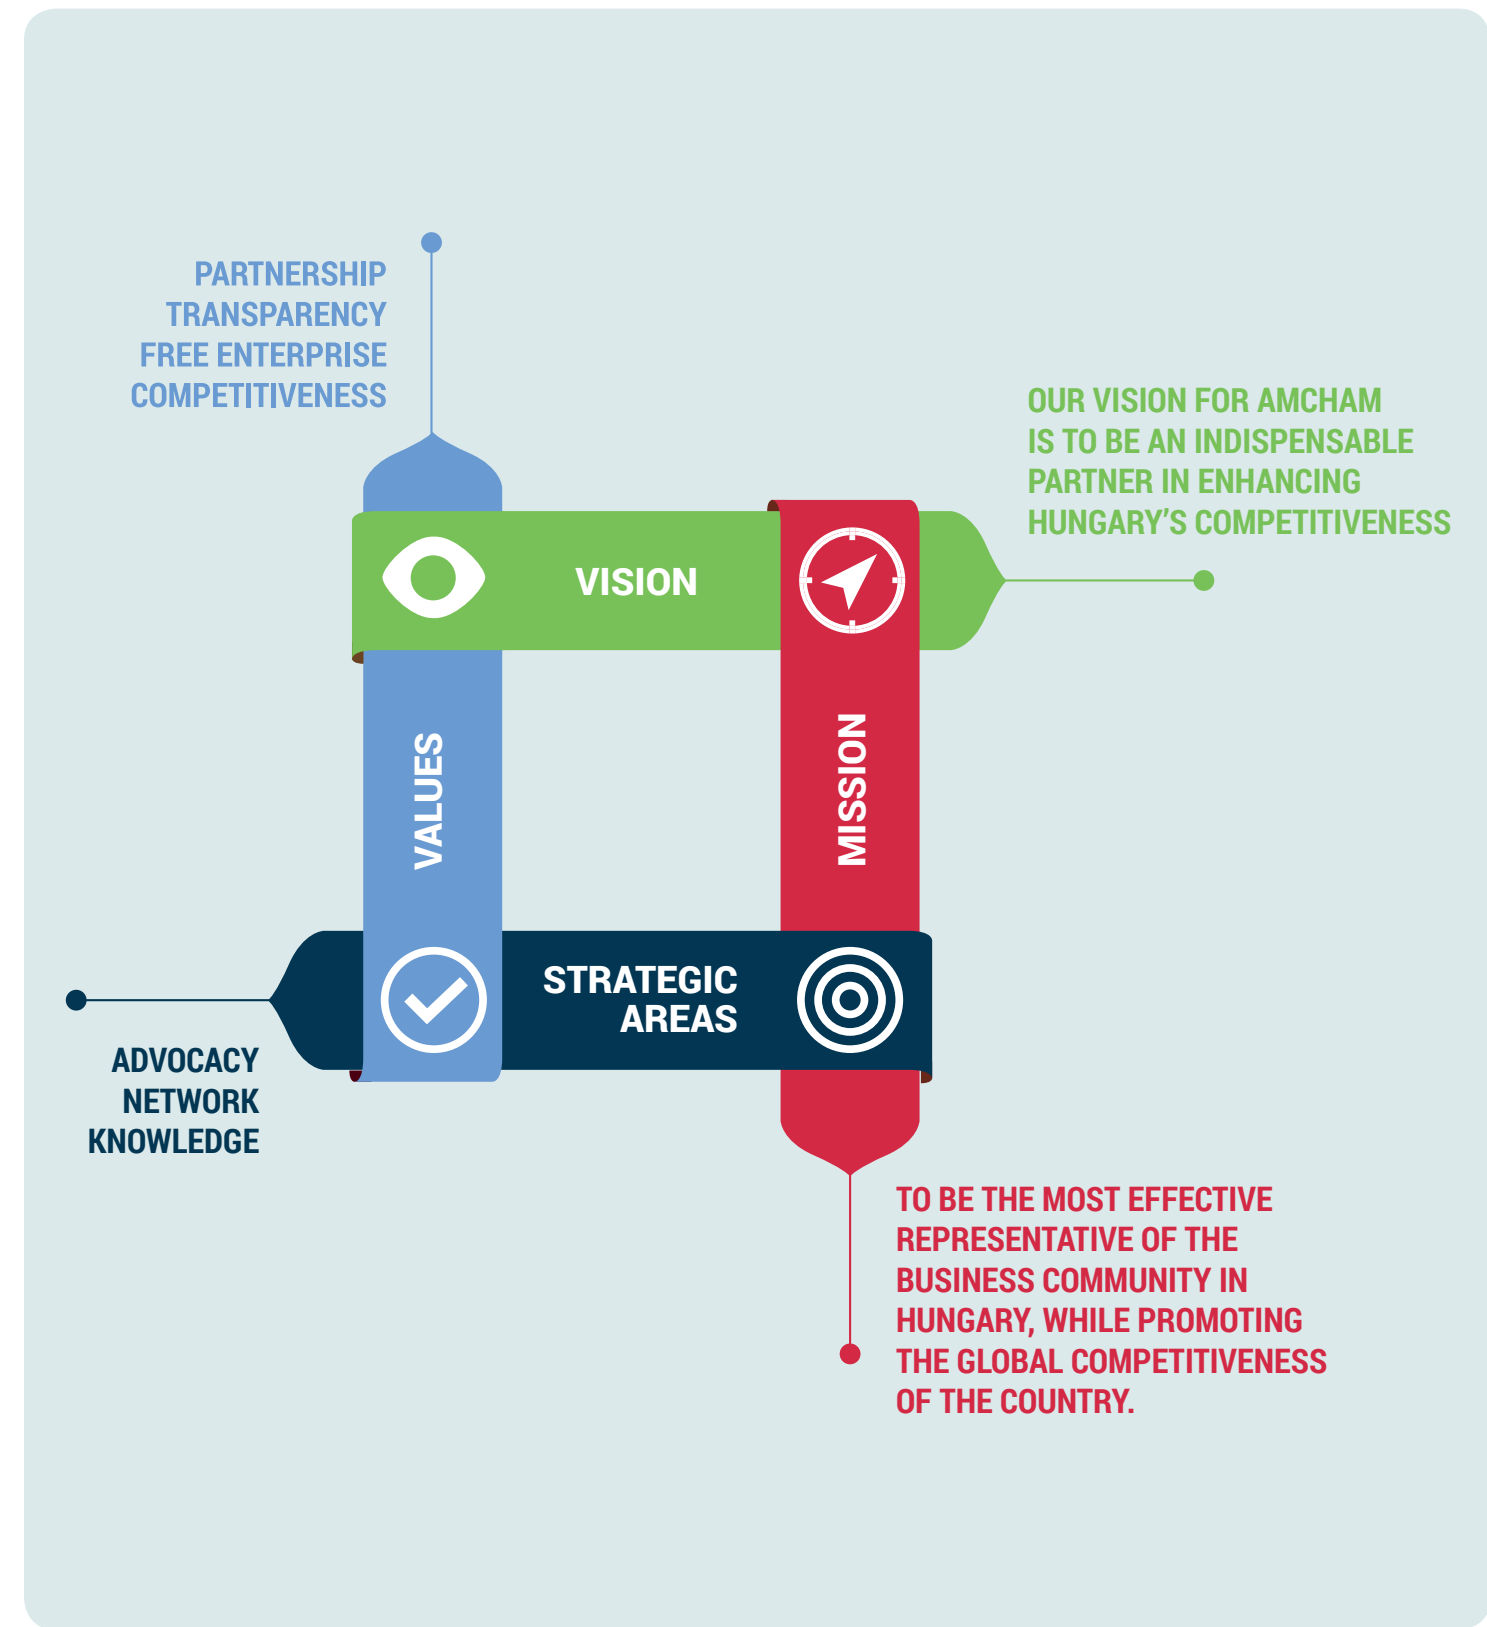 PARTNERSHIP
TRANSPARENCY
FREE ENTERPRISE
COMPETITIVENESS
OUR VISION FOR AMCHAM
IS TO BE AN INDISPENSABLE
PARTNER IN ENHANCING
HUNGARY’S COMPETITIVENESS
VISION
VALUES
MISSION
STRATEGIC
AREAS
ADVOCACY
NETWORK
KNOWLEDGE
TO BE THE MOST EFFECTIVE
REPRESENTATIVE OF THE
BUSINESS COMMUNITY IN
HUNGARY, WHILE PROMOTING
THE GLOBAL COMPETITIVENESS
OF THE COUNTRY.